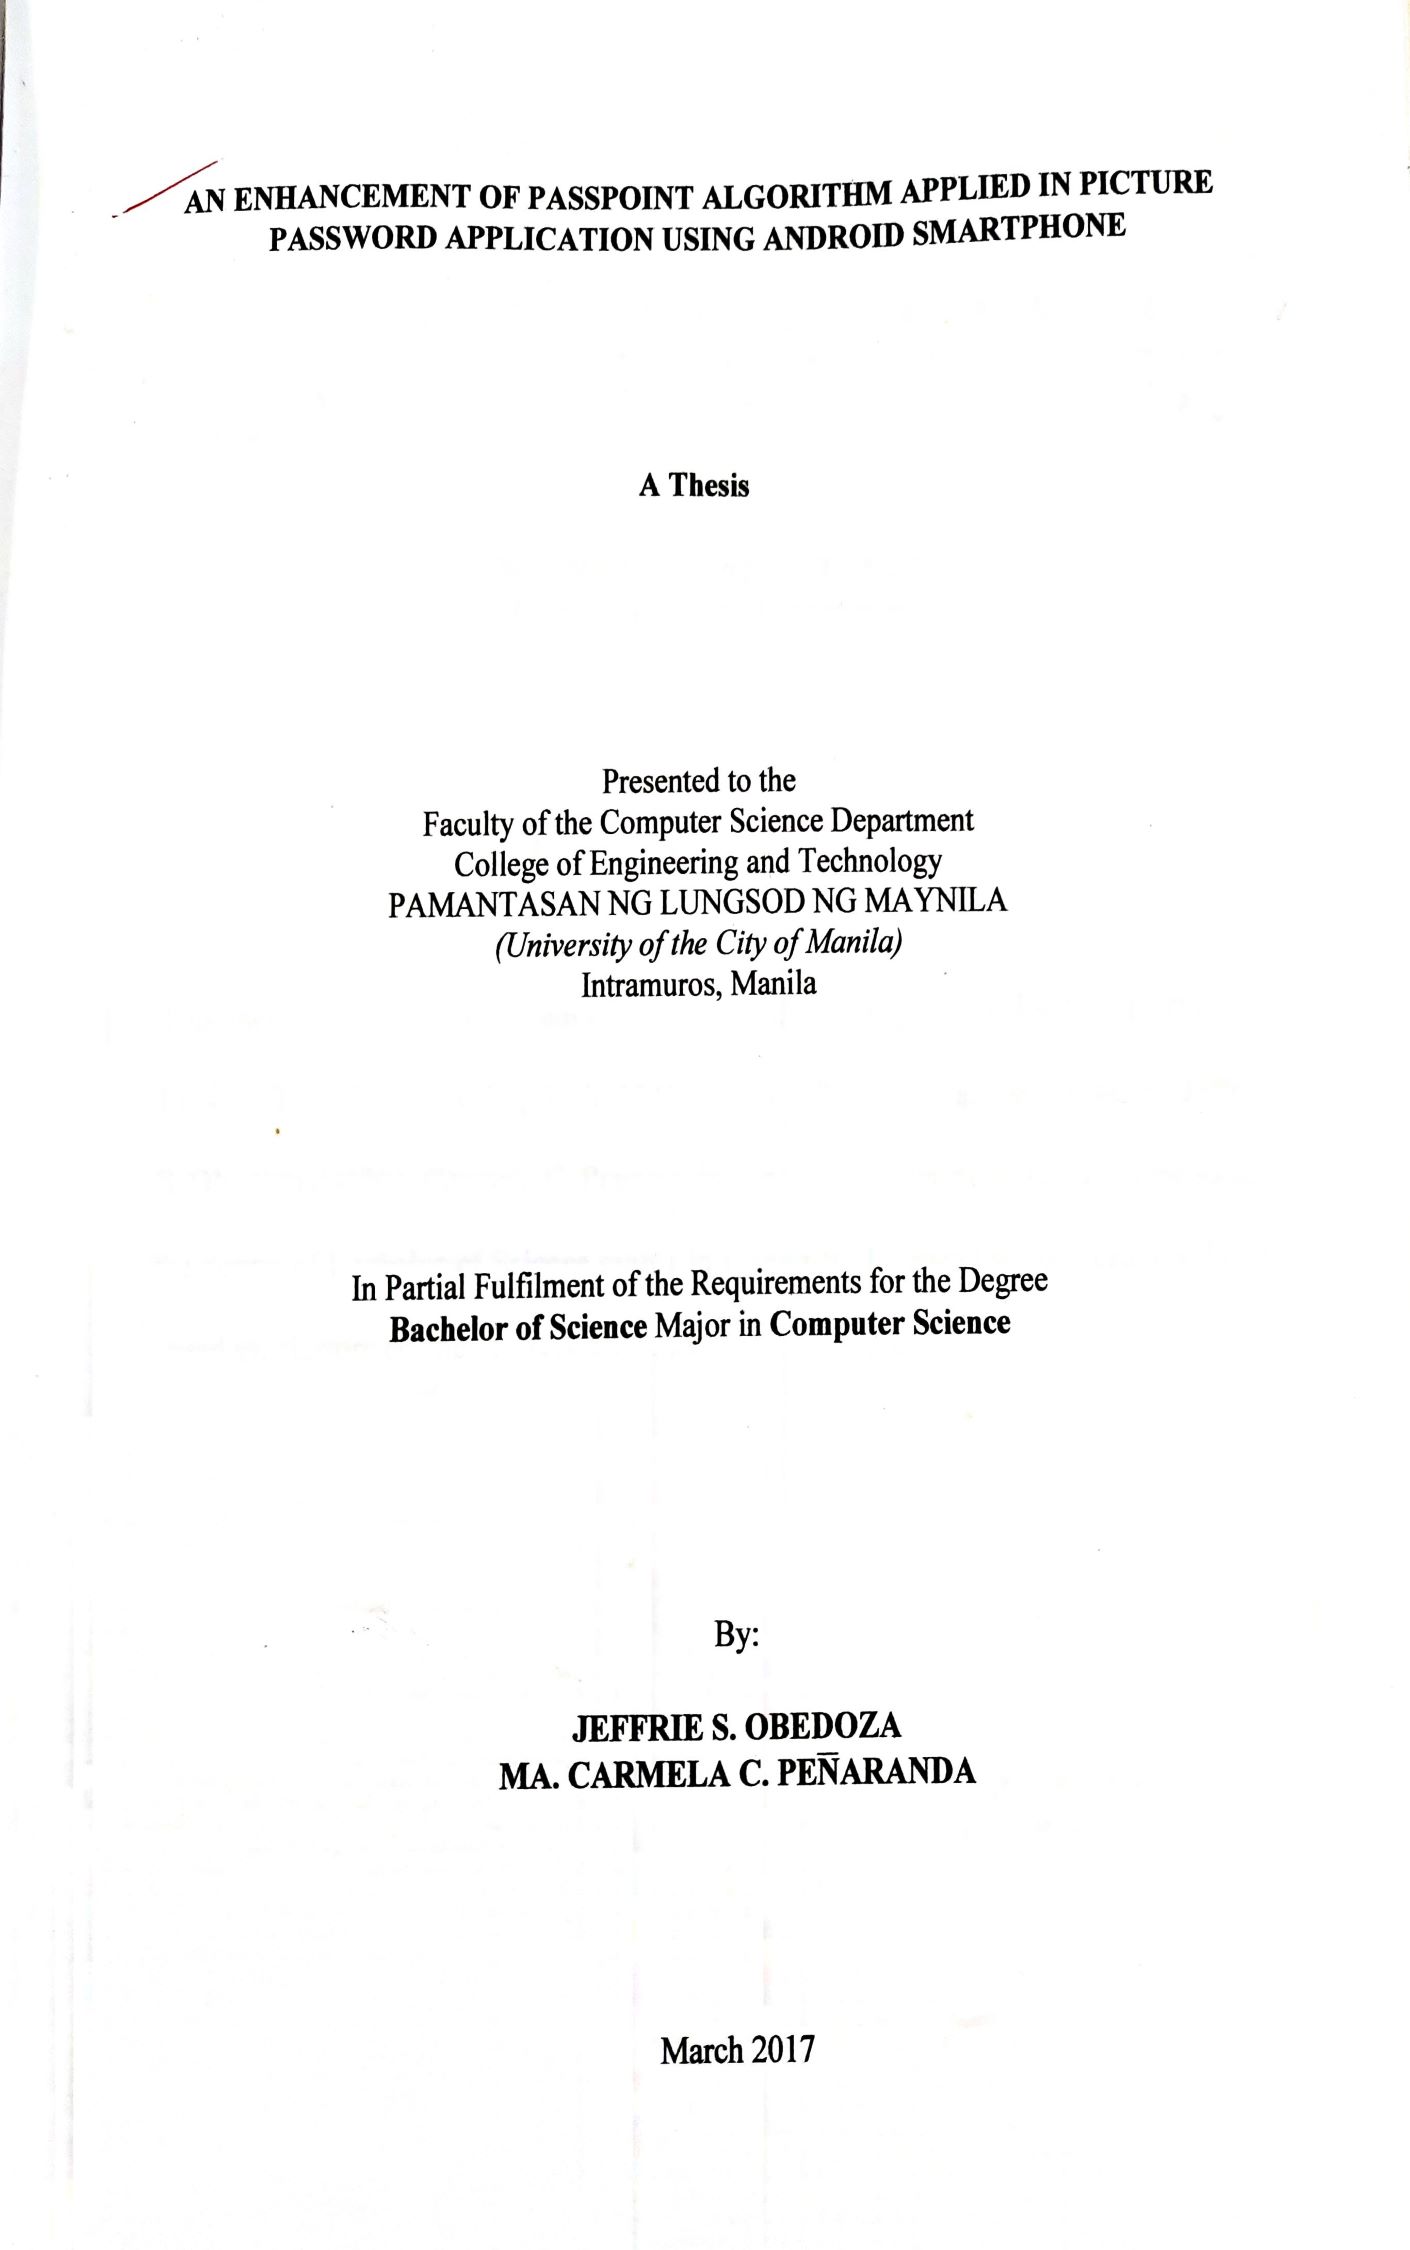 AN ENHANCEMENT OF PASSPOINT ALGORITHM APPLIED IN PICTURE
PASSWORD APPLICATION USING ANDROID SMARTPHONE
A Thesis
Presented to the
Faculty of the Computer Science Department
College of Engineering and Technology
PAMANTASAN NG LUNGSOD NG MAYNILA
(University of the City of Manila)
Intramuros, Manila
In Partial Fulfilment of the Requirements for the Degree
Bachelor of Science Major in Computer Science
By:
JEFFRIE S. OBEDOZA
MA. CARMELA C. PEÑARANDA
March 2017